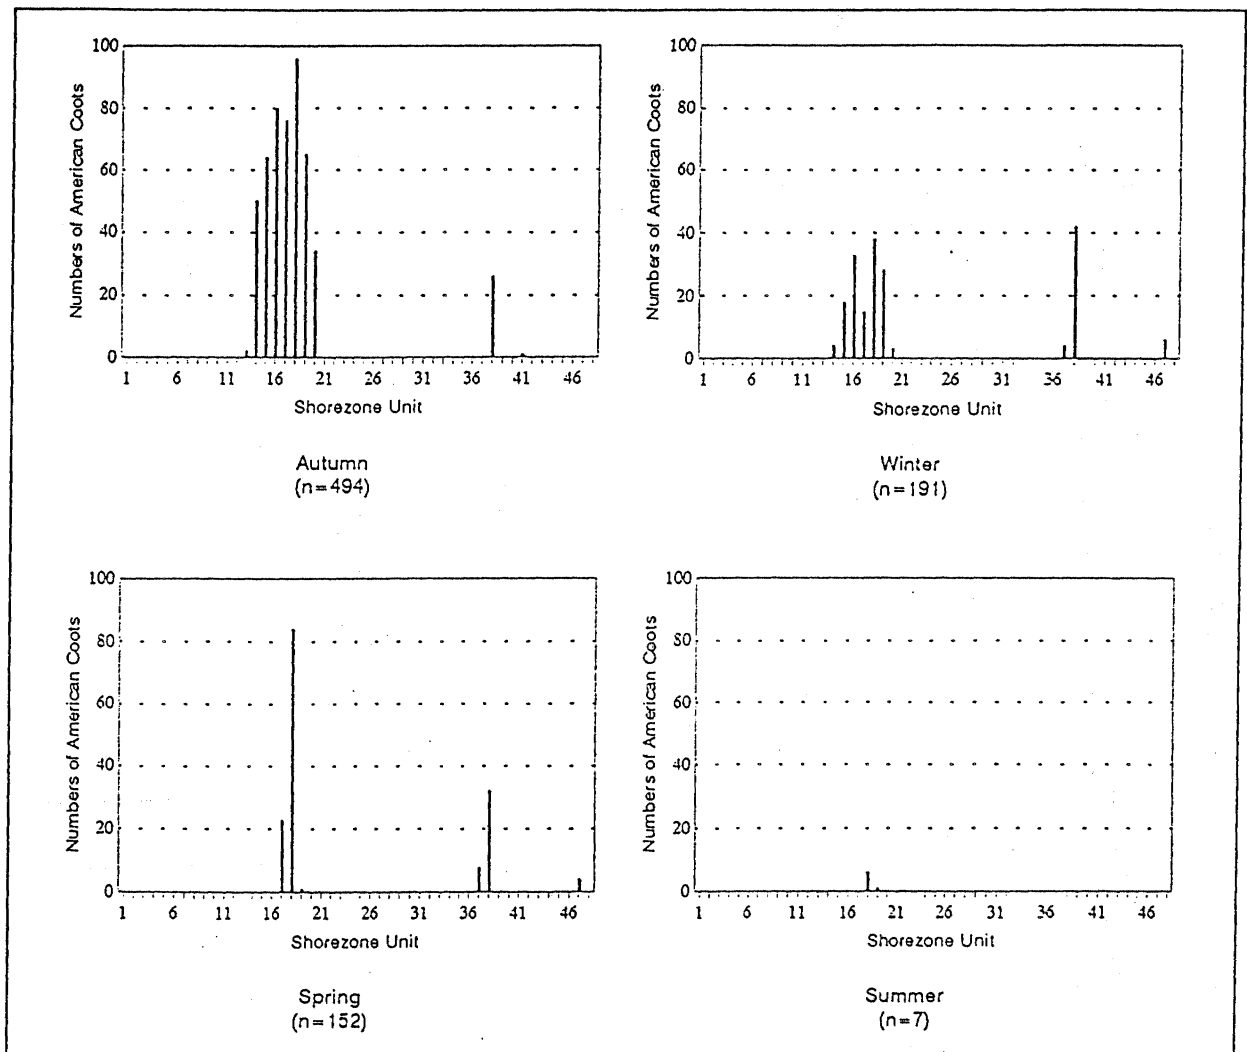 100
80
60
40
20
0
Numbers of American Coots
1 6 11 16 21 26 31 36 41 46
Shorezone Unit
Autumn
(n=494)
100
80
60
40
20
0
Numbers of American Coots
1 6 11 16 21 26 31 36 41 46
Shorezone Unit
Winter
(n=191)
100
80
60
40
20
0
Numbers of American Coots
1 6 11 16 21 26 31 36 41 46
Shorezone Unit
Spring
(n=152)
100
80
60
40
20
0
Numbers of American Coots
1 6 11 16 21 26 31 36 41 46
Shorezone Unit
Summer
(n=7)